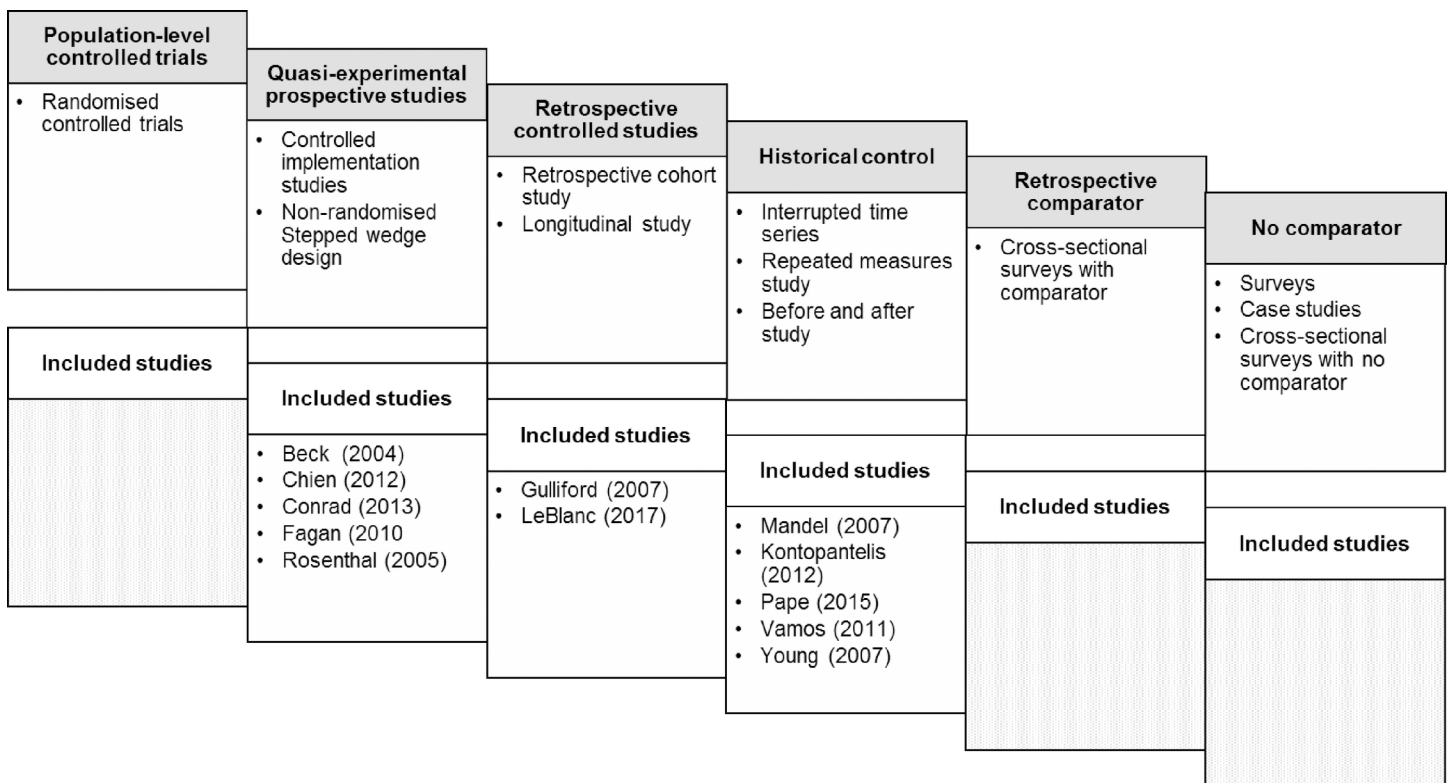 Population-level
controlled trials
• Randomised
controlled trials
Included studies
Quasi-experimental
prospective studies
• Controlled
implementation
studies
• Non-randomised
Stepped wedge
design
Included studies
• Beck (2004)
• Chien (2012)
• Conrad (2013)
• Fagan (2010
• Rosenthal (2005)
Retrospective
controlled studies
• Retrospective cohort
study
• Longitudinal study
Included studies
• Gulliford (2007)
• LeBlanc (2017)
Historical control
• Interrupted time
series
• Repeated measures
study
• Before and after
study
Included studies
• Mandel (2007)
• Kontopantelis
(2012)
• Pape (2015)
• Vamos (2011)
• Young (2007)
Retrospective
comparator
• Cross-sectional
surveys with
comparator
Included studies
No comparator
• Surveys
• Case studies
• Cross-sectional
surveys with no
comparator
Included studies